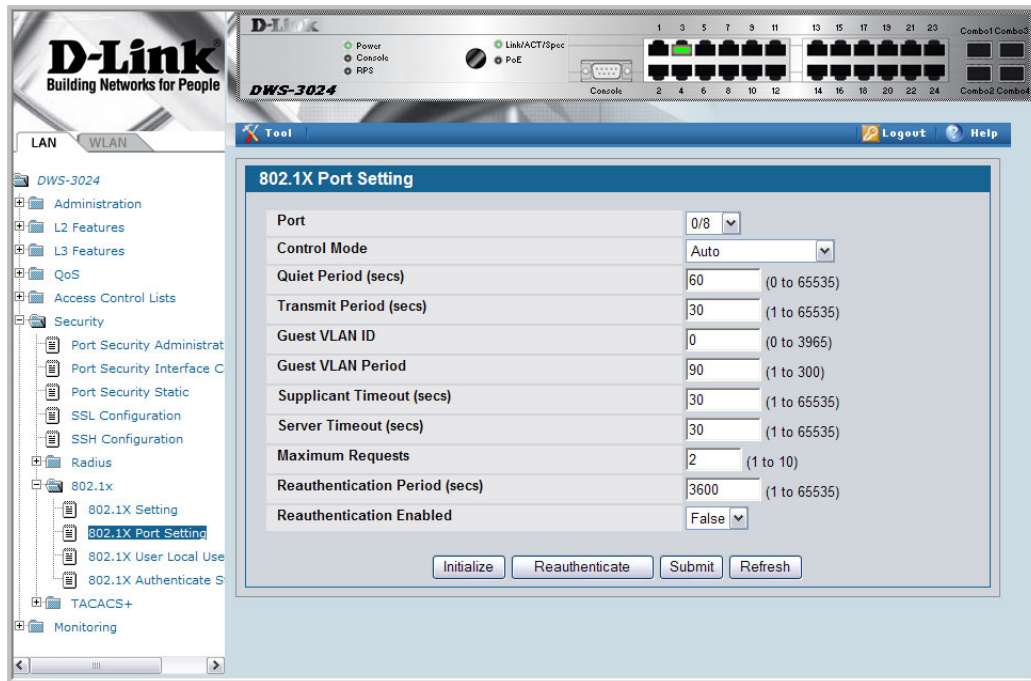 D-Link
Building Networks for People
D-Link
Power
Console
RPS
Link/ACT/Spec
PoE
DWS-3024
Console
1 3 5 7 9 11 13 15 17 19 21 23
2 4 6 8 10 12 14 16 18 20 22 24
Combo1 Combo3
Combo2 Combo4
Tool
Logout
Help
LAN
WLAN
DWS-3024
Administration
L2 Features
L3 Features
QoS
Access Control Lists
Security
Port Security Administrat
Port Security Interface C
Port Security Static
SSL Configuration
SSH Configuration
Radius
802.1x
802.1X Setting
802.1X Port Setting
802.1X User Local Use
802.1X Authenticate S
TACACS+
Monitoring
802.1X Port Setting
Port 0/8
Control Mode Auto
Quiet Period (secs) 60 (0 to 65535)
Transmit Period (secs) 30 (1 to 65535)
Guest VLAN ID 0 (0 to 3965)
Guest VLAN Period 90 (1 to 300)
Supplicant Timeout (secs) 30 (1 to 65535)
Server Timeout (secs) 30 (1 to 65535)
Maximum Requests 2 (1 to 10)
Reauthentication Period (secs) 3600 (1 to 65535)
Reauthentication Enabled False
Initialize Reauthenticate Submit Refresh